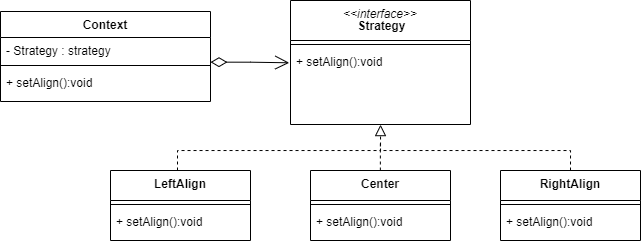 Context
- Strategy : strategy
+ setAlign():void
<<interface>>
Strategy
+ setAlign():void
LeftAlign
+ setAlign():void
Center
+ setAlign():void
RightAlign
+ setAlign():void